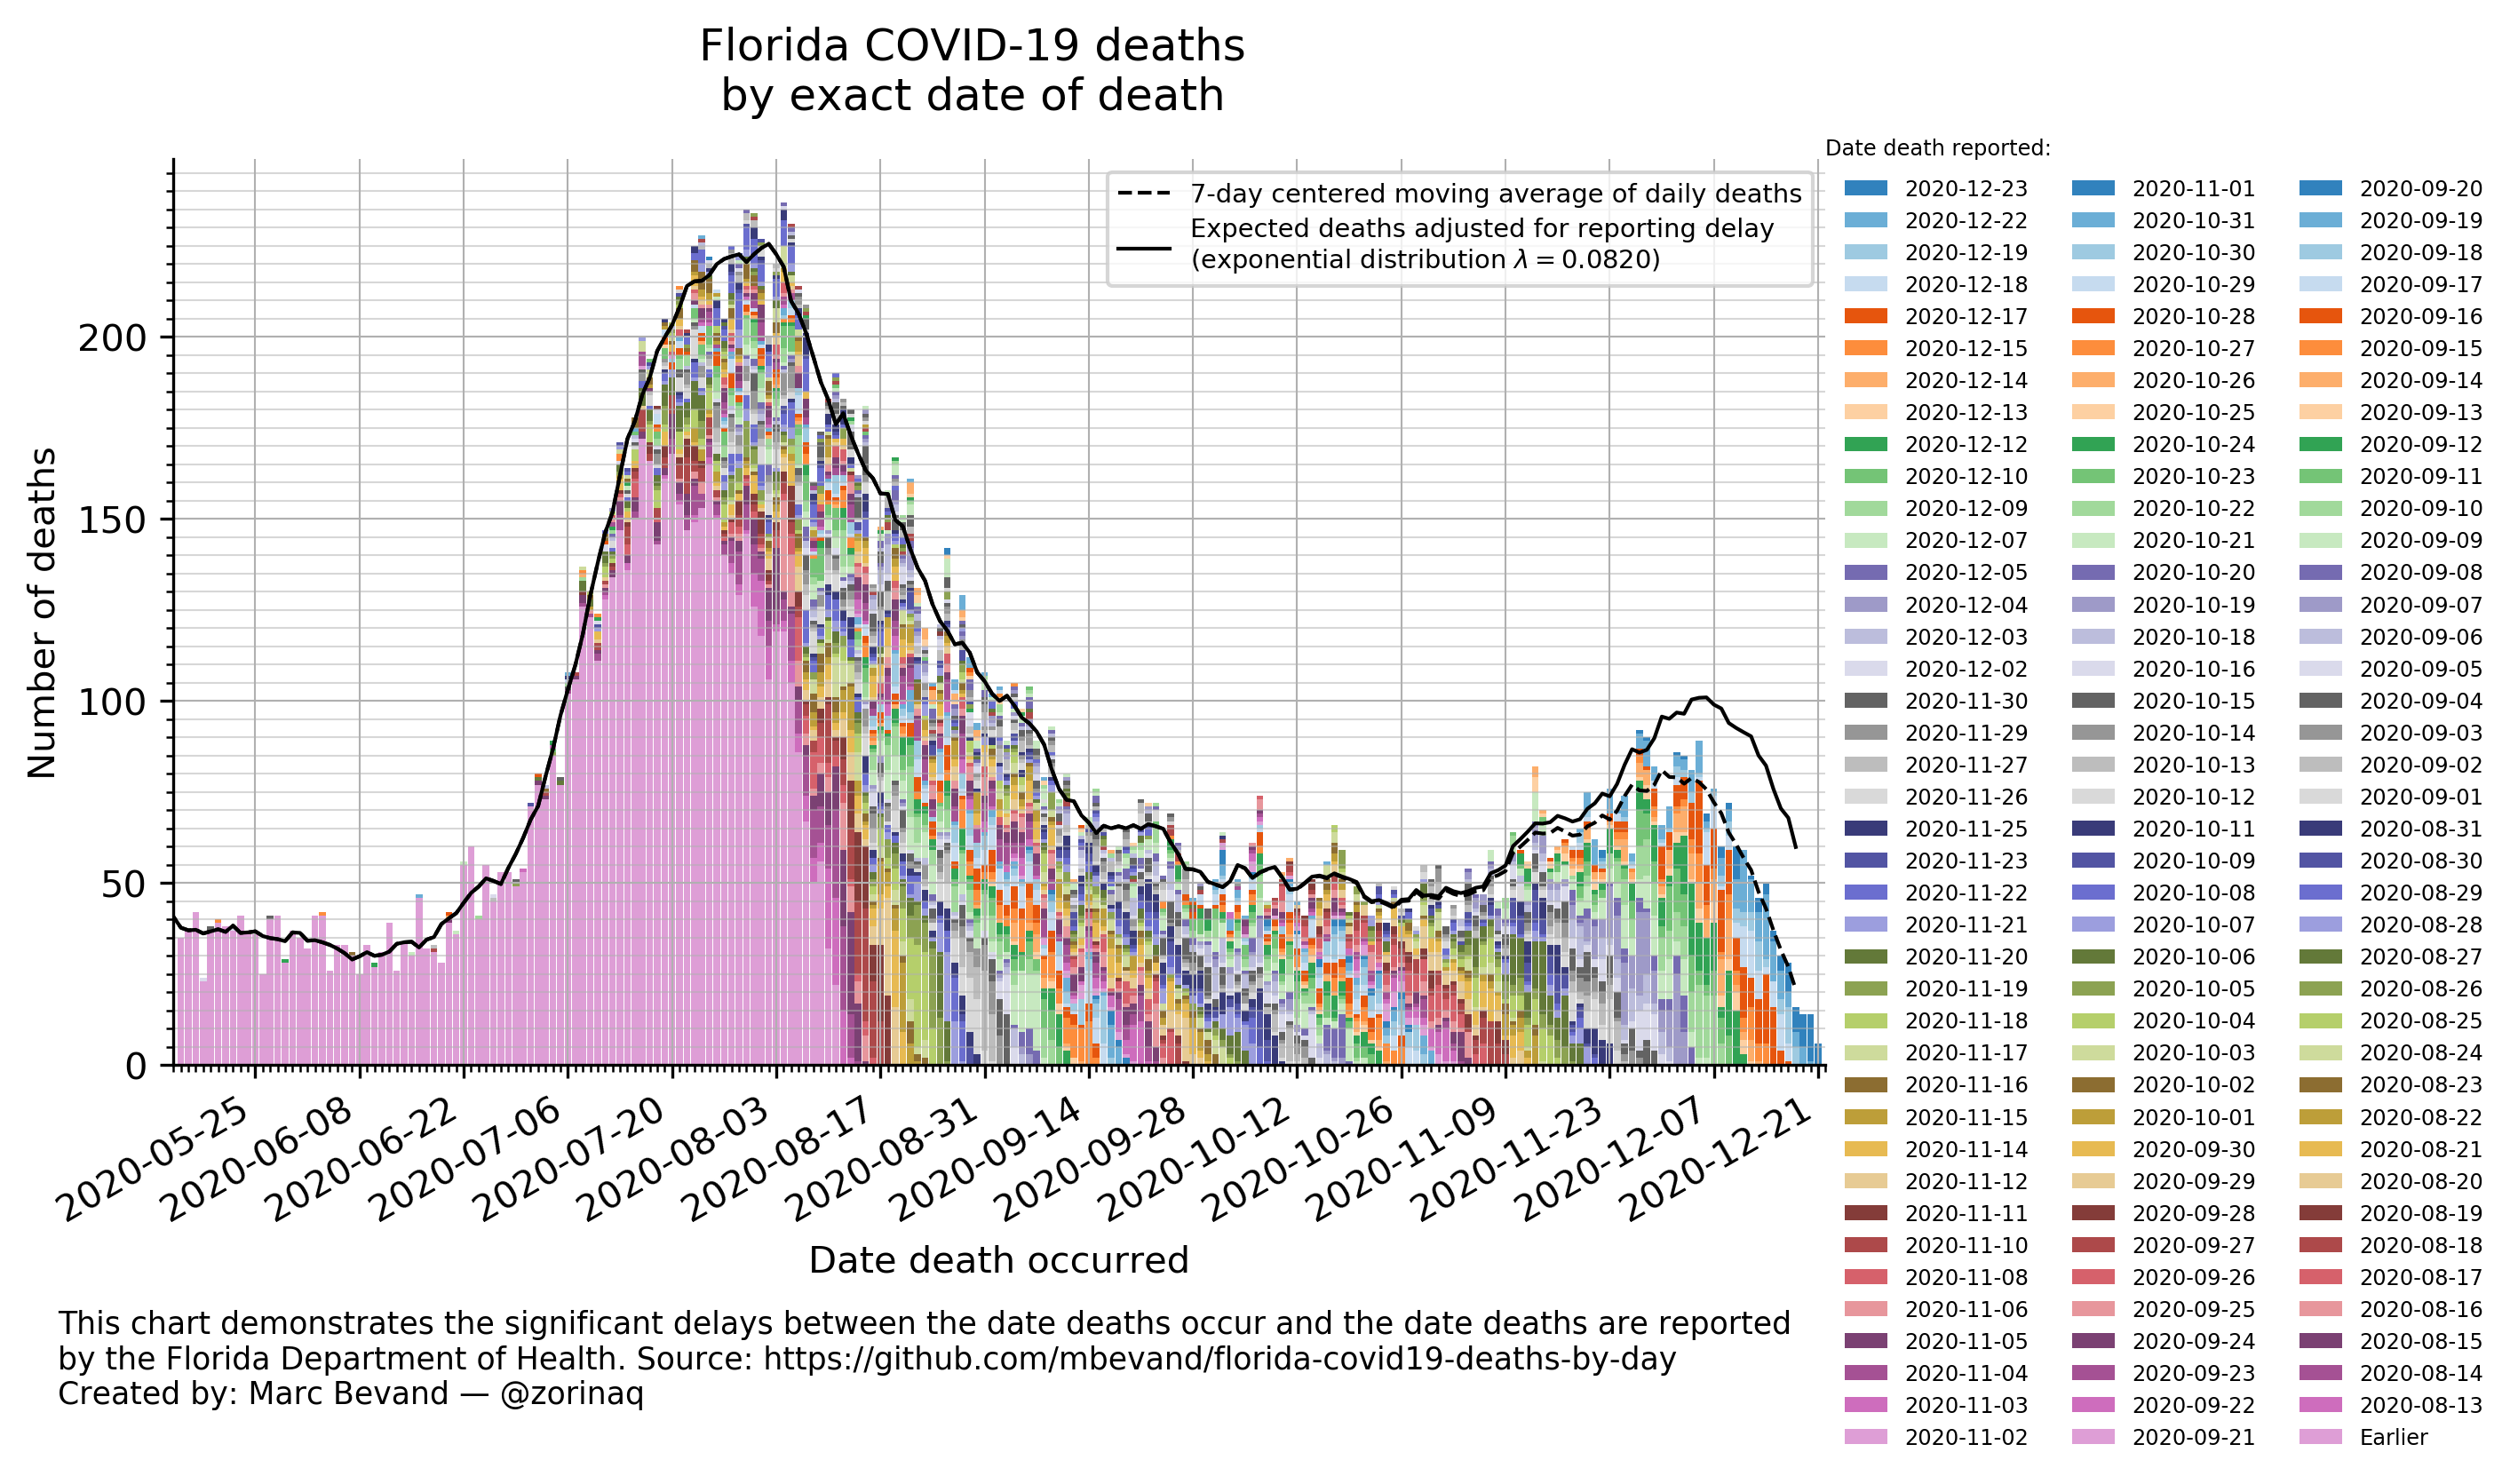 Florida COVID-19 deaths
by exact date of death
Date death reported:
7-day centered moving average of daily deaths
Expected deaths adjusted for reporting delay
(exponential distribution λ = 0.0820)
2020-12-23 2020-11-01 2020-09-20
2020-12-22 2020-10-31 2020-09-19
2020-12-19 2020-10-30 2020-09-18
2020-12-18 2020-10-29 2020-09-17
2020-12-17 2020-10-28 2020-09-16
2020-12-15 2020-10-27 2020-09-15
2020-12-14 2020-10-26 2020-09-14
2020-12-13 2020-10-25 2020-09-13
2020-12-12 2020-10-24 2020-09-12
2020-12-10 2020-10-23 2020-09-11
2020-12-09 2020-10-22 2020-09-10
2020-12-07 2020-10-21 2020-09-09
2020-12-05 2020-10-20 2020-09-08
2020-12-04 2020-10-19 2020-09-07
2020-12-03 2020-10-18 2020-09-06
2020-12-02 2020-10-16 2020-09-05
2020-11-30 2020-10-15 2020-09-04
2020-11-29 2020-10-14 2020-09-03
2020-11-27 2020-10-13 2020-09-02
2020-11-26 2020-10-12 2020-09-01
2020-11-25 2020-10-11 2020-08-31
2020-11-23 2020-10-09 2020-08-30
2020-11-22 2020-10-08 2020-08-29
2020-11-21 2020-10-07 2020-08-28
2020-11-20 2020-10-06 2020-08-27
2020-11-19 2020-10-05 2020-08-26
2020-11-18 2020-10-04 2020-08-25
2020-11-17 2020-10-03 2020-08-24
2020-11-16 2020-10-02 2020-08-23
2020-11-15 2020-10-01 2020-08-22
2020-11-14 2020-09-30 2020-08-21
2020-11-12 2020-09-29 2020-08-20
2020-11-11 2020-09-28 2020-08-19
2020-11-10 2020-09-27 2020-08-18
2020-11-08 2020-09-26 2020-08-17
2020-11-06 2020-09-25 2020-08-16
2020-11-05 2020-09-24 2020-08-15
2020-11-04 2020-09-23 2020-08-14
2020-11-03 2020-09-22 2020-08-13
2020-11-02 2020-09-21 Earlier
Number of deaths
200
150
100
50
0
2020-05-25
2020-06-08
2020-06-22
2020-07-06
2020-07-20
2020-08-03
2020-08-17
2020-08-31
2020-09-14
2020-09-28
2020-10-12
2020-10-26
2020-11-09
2020-11-23
2020-12-07
2020-12-21
Date death occurred
This chart demonstrates the significant delays between the date deaths occur and the date deaths are reported
by the Florida Department of Health. Source: https://github.com/mbevand/florida-covid19-deaths-by-day
Created by: Marc Bevand — @zorinaq